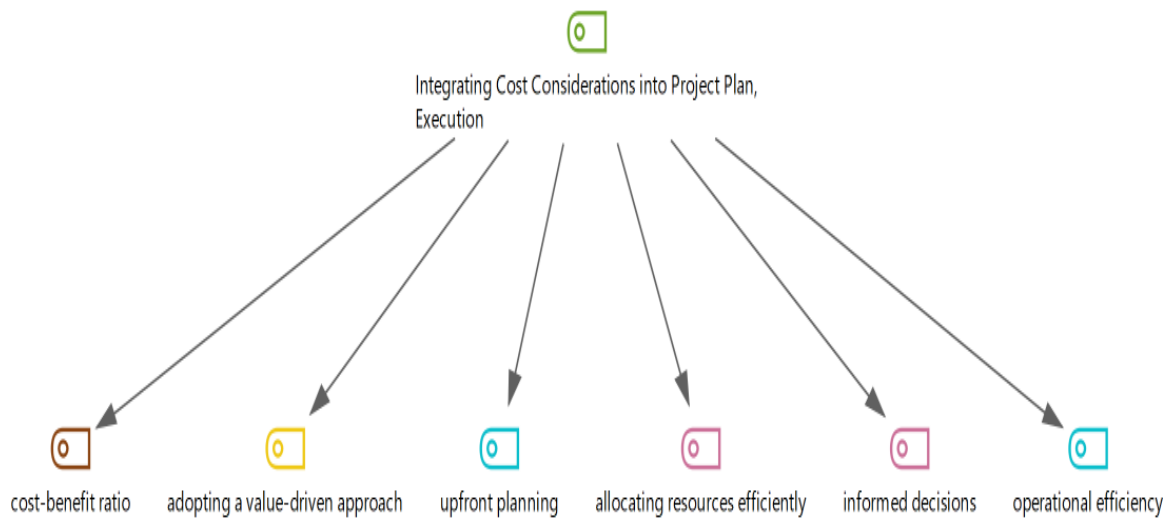 Integrating Cost Considerations into Project Plan,
Execution
cost-benefit ratio
adopting a value-driven approach
upfront planning
allocating resources efficiently
informed decisions
operational efficiency